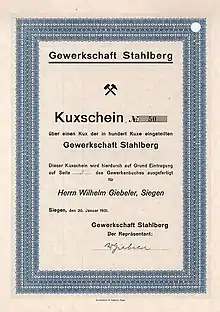 Gewerkschaft Stahlberg
Kuxschein № 50
über einen Kux der in hundert Kuxe eingeteilten
Gewerkschaft Stahlberg
Dieser Kuxschein wird hierdurch auf Grund Eintragung
auf Seite 1 des Gewerkenbuches ausgefertigt
für
Herrn Wilhelm Giebeler, Siegen
Siegen, den 20. Januar 1931.
Gewerkschaft Stahlberg
Der Repräsentant:
W Giebeler